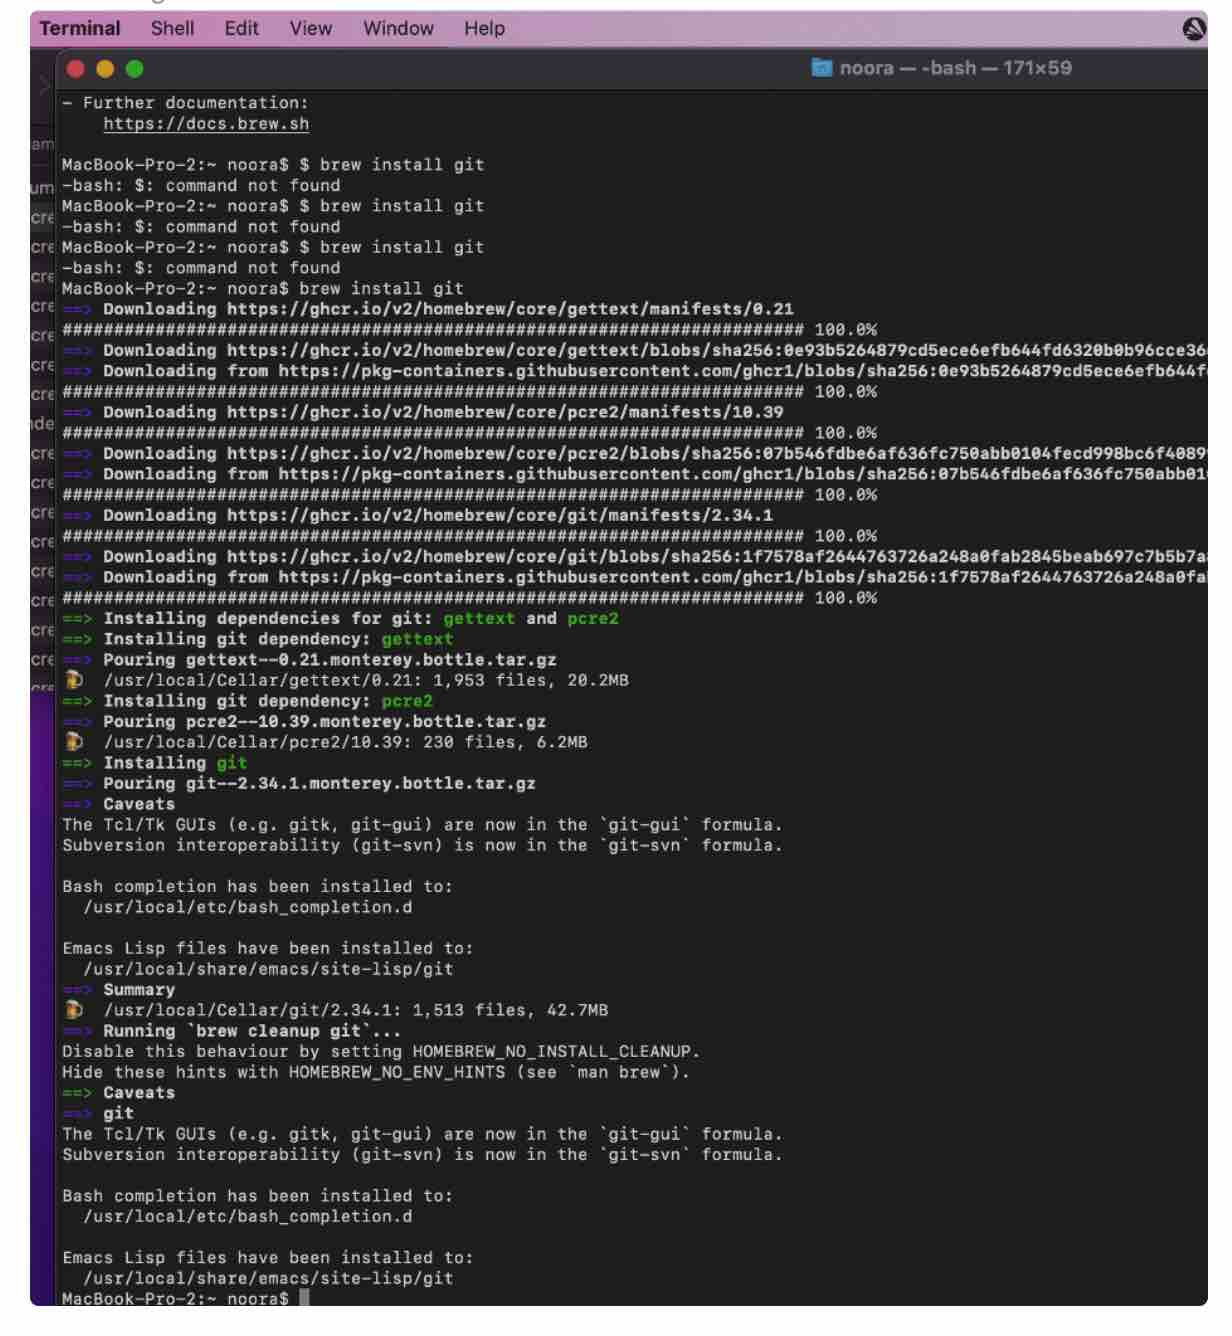 Terminal Shell Edit View Window Help
noora — -bash — 171×59
- Further documentation:
https://docs.brew.sh
MacBook-Pro-2:~ noora$ $ brew install git
-bash: $: command not found
MacBook-Pro-2:~ noora$ $ brew install git
-bash: $: command not found
MacBook-Pro-2:~ noora$ $ brew install git
-bash: $: command not found
MacBook-Pro-2:~ noora$ brew install git
==> Downloading https://ghcr.io/v2/homebrew/core/gettext/manifests/0.21
######################################################################## 100.0%
==> Downloading https://ghcr.io/v2/homebrew/core/gettext/blobs/sha256:0e93b5264879cd5ece6efb644fd6320b0b96cce36
==> Downloading from https://pkg-containers.githubusercontent.com/ghcr1/blobs/sha256:0e93b5264879cd5ece6efb644f
######################################################################## 100.0%
==> Downloading https://ghcr.io/v2/homebrew/core/pcre2/manifests/10.39
######################################################################## 100.0%
==> Downloading https://ghcr.io/v2/homebrew/core/pcre2/blobs/sha256:07b546fdbe6af636fc750abb0104fecd998bc6f4089
==> Downloading from https://pkg-containers.githubusercontent.com/ghcr1/blobs/sha256:07b546fdbe6af636fc750abb01
######################################################################## 100.0%
==> Downloading https://ghcr.io/v2/homebrew/core/git/manifests/2.34.1
######################################################################## 100.0%
==> Downloading https://ghcr.io/v2/homebrew/core/git/blobs/sha256:1f7578af2644763726a248a0fab2845beab697c7b5b7a
==> Downloading from https://pkg-containers.githubusercontent.com/ghcr1/blobs/sha256:1f7578af2644763726a248a0fa
######################################################################## 100.0%
==> Installing dependencies for git: gettext and pcre2
==> Installing git dependency: gettext
==> Pouring gettext--0.21.monterey.bottle.tar.gz
🍺 /usr/local/Cellar/gettext/0.21: 1,953 files, 20.2MB
==> Installing git dependency: pcre2
==> Pouring pcre2--10.39.monterey.bottle.tar.gz
🍺 /usr/local/Cellar/pcre2/10.39: 230 files, 6.2MB
==> Installing git
==> Pouring git--2.34.1.monterey.bottle.tar.gz
==> Caveats
The Tcl/Tk GUIs (e.g. gitk, git-gui) are now in the `git-gui` formula.
Subversion interoperability (git-svn) is now in the `git-svn` formula.
Bash completion has been installed to:
/usr/local/etc/bash_completion.d
Emacs Lisp files have been installed to:
/usr/local/share/emacs/site-lisp/git
==> Summary
🍺 /usr/local/Cellar/git/2.34.1: 1,513 files, 42.7MB
==> Running `brew cleanup git`...
Disable this behaviour by setting HOMEBREW_NO_INSTALL_CLEANUP.
Hide these hints with HOMEBREW_NO_ENV_HINTS (see `man brew`).
==> Caveats
==> git
The Tcl/Tk GUIs (e.g. gitk, git-gui) are now in the `git-gui` formula.
Subversion interoperability (git-svn) is now in the `git-svn` formula.
Bash completion has been installed to:
/usr/local/etc/bash_completion.d
Emacs Lisp files have been installed to:
/usr/local/share/emacs/site-lisp/git
MacBook-Pro-2:~ noora$